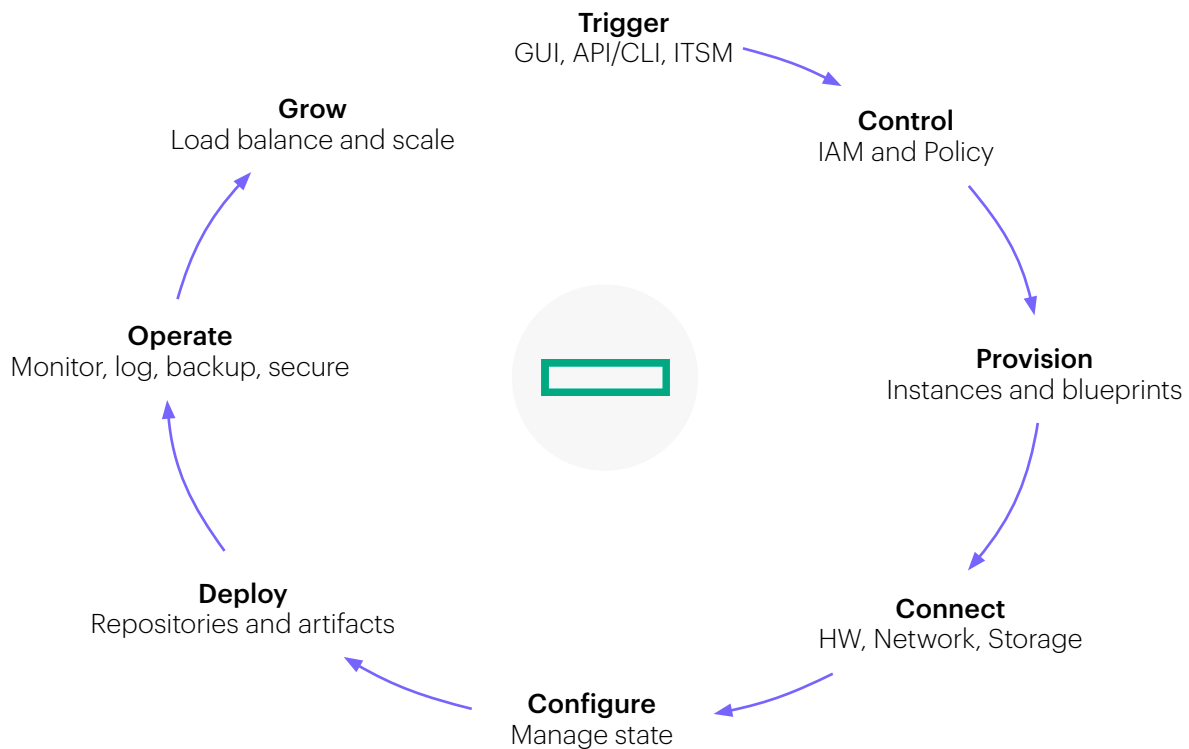 Trigger
GUI, API/CLI, ITSM
Control
IAM and Policy
Provision
Instances and blueprints
Connect
HW, Network, Storage
Configure
Manage state
Deploy
Repositories and artifacts
Operate
Monitor, log, backup, secure
Grow
Load balance and scale